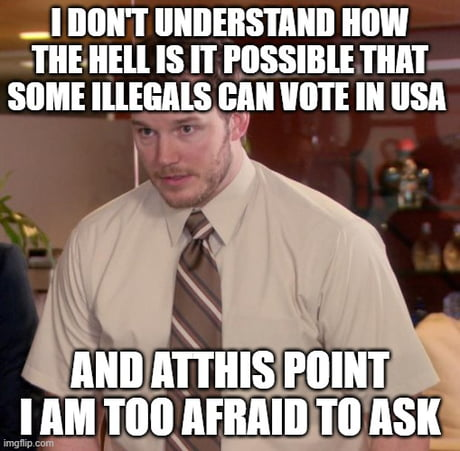 I DON'T UNDERSTAND HOW
THE HELL IS IT POSSIBLE THAT
SOME ILLEGALS CAN VOTE IN USA
AND ATTHIS POINT
I AM TOO AFRAID TO ASK
imgflip.com